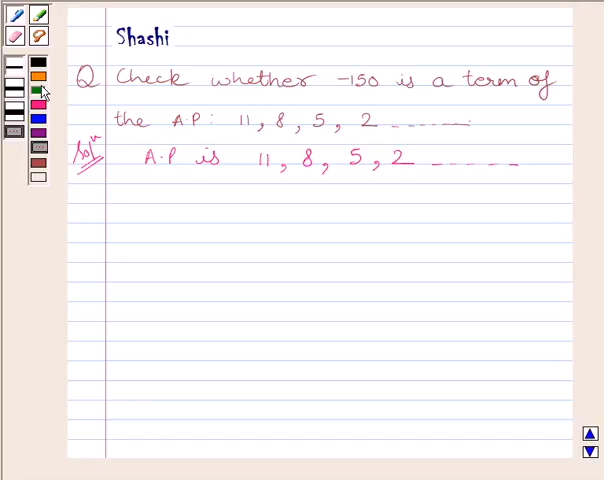 Shashi
Q Check whether -150 is a term of
the A.P: 11, 8, 5, 2 ------
Solⁿ A.P is 11, 8, 5, 2 ------